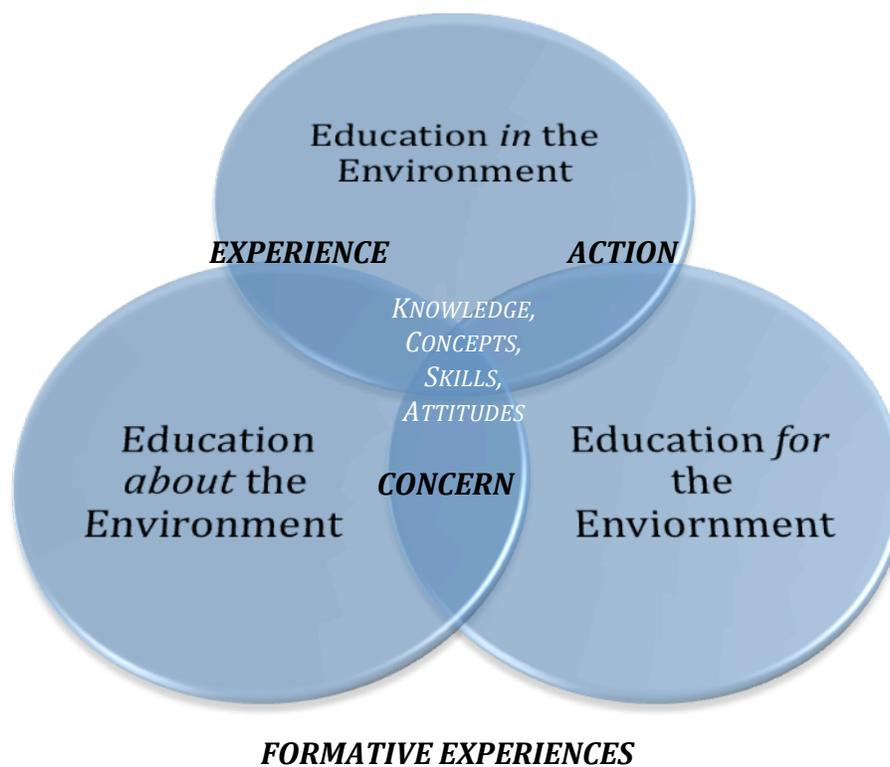 Education in the
Environment
EXPERIENCE
ACTION
KNOWLEDGE,
CONCEPTS,
SKILLS,
ATTITUDES
Education
about the
Environment
CONCERN
Education for
the
Enviornment
FORMATIVE EXPERIENCES